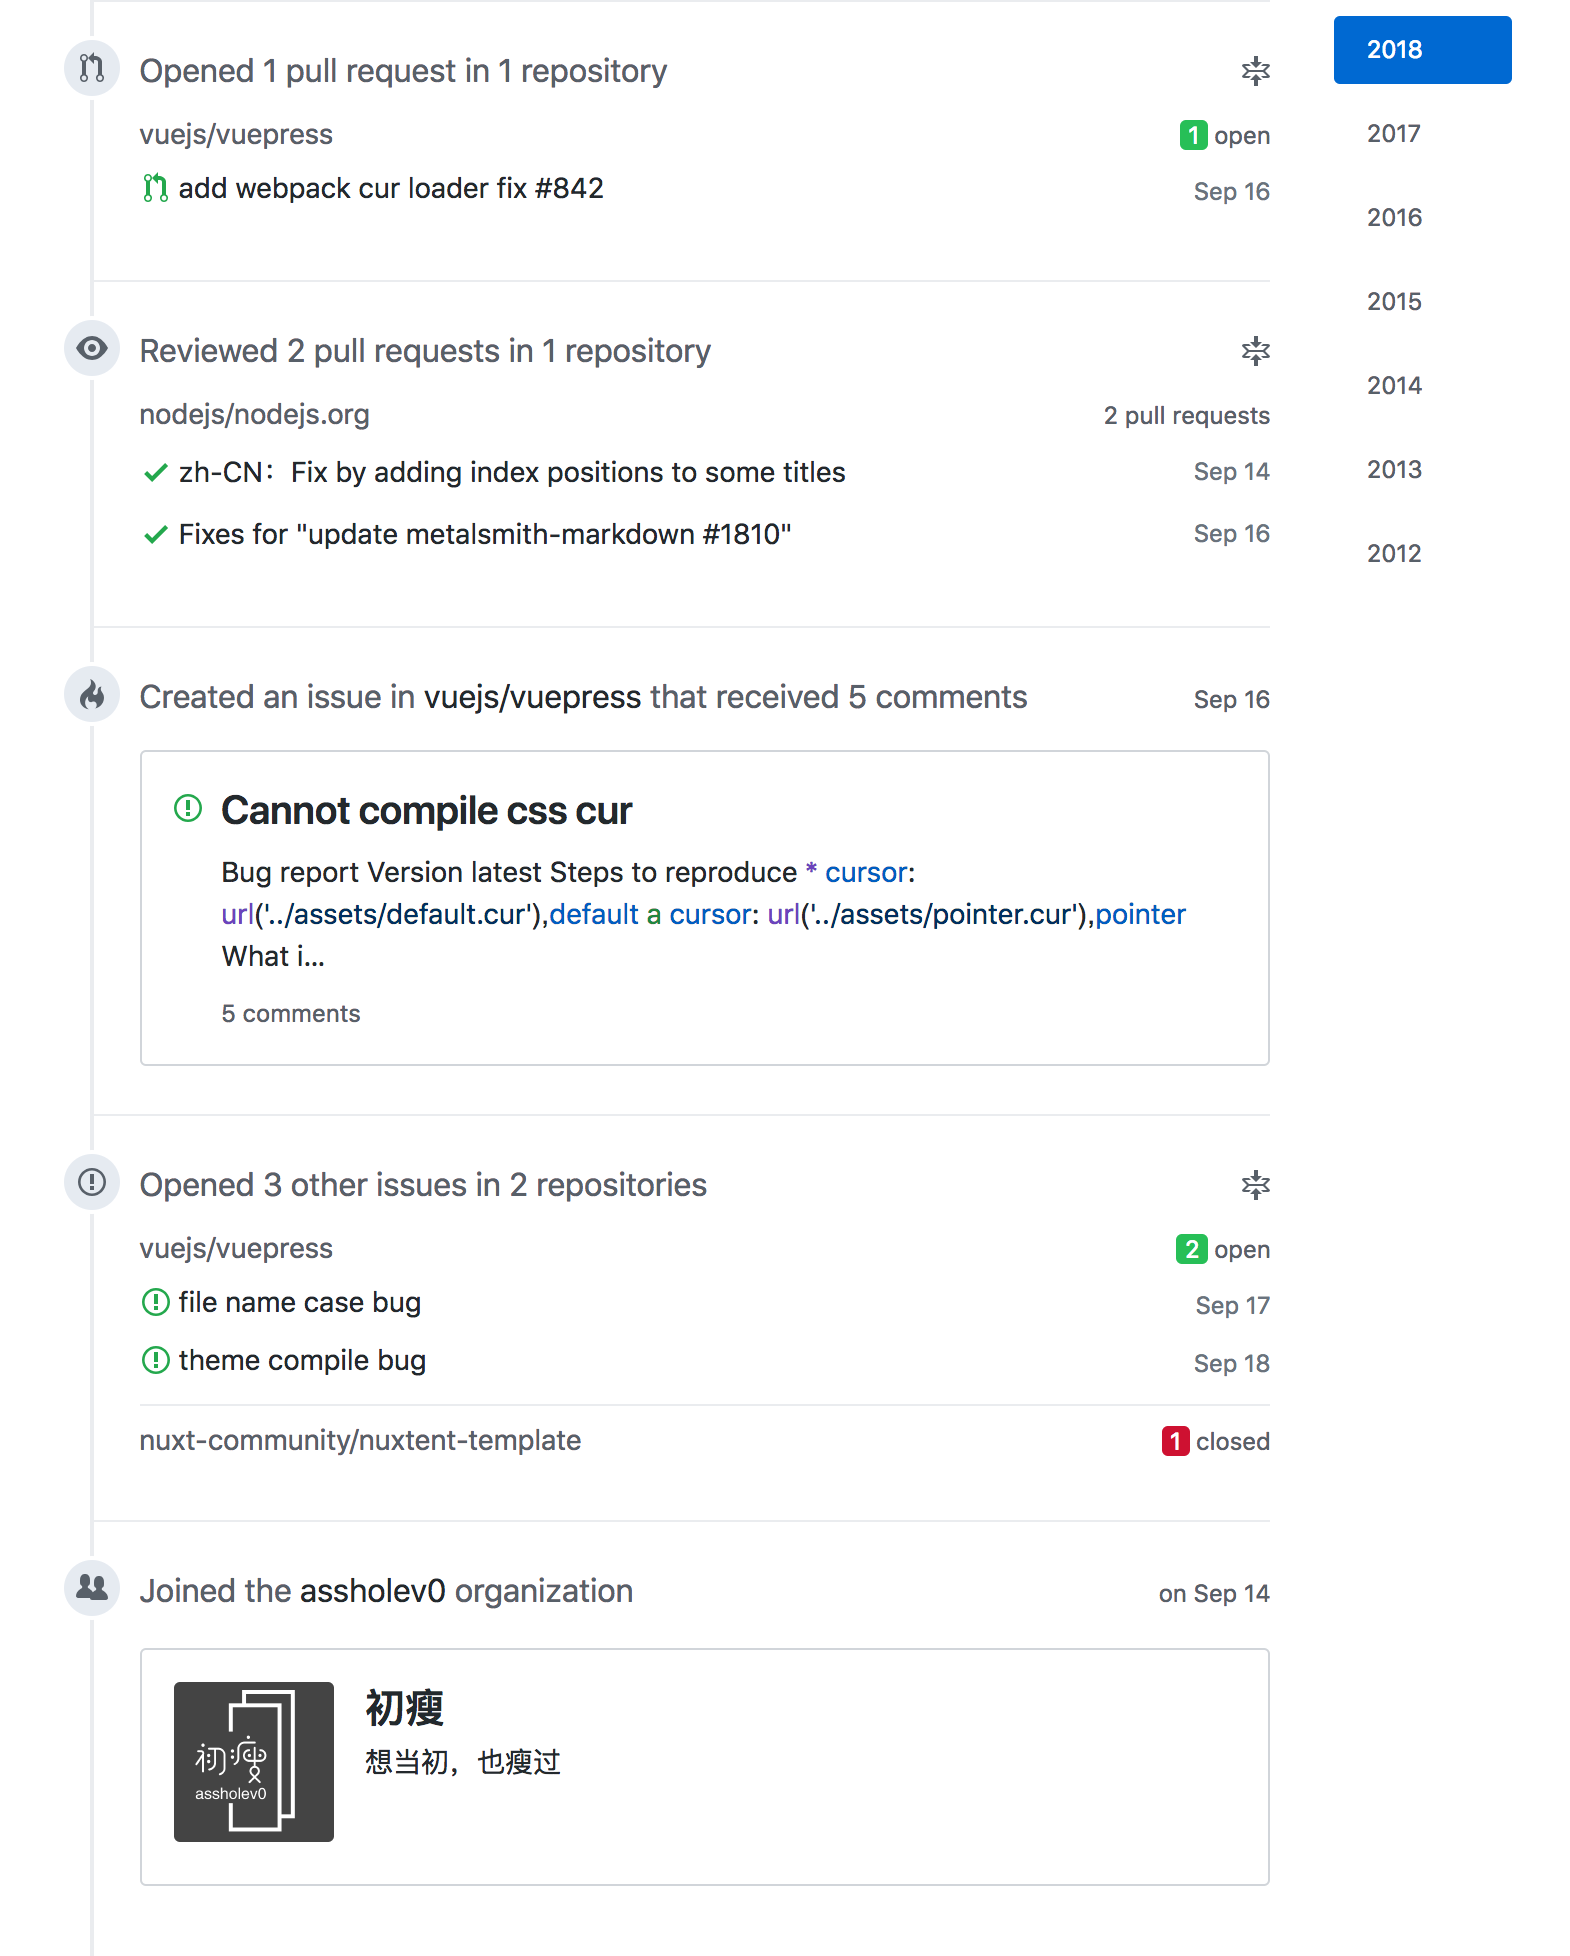 Opened 1 pull request in 1 repository
vuejs/vuepress 1 open
add webpack cur loader fix #842 Sep 16
Reviewed 2 pull requests in 1 repository
nodejs/nodejs.org 2 pull requests
zh-CN：Fix by adding index positions to some titles Sep 14
Fixes for "update metalsmith-markdown #1810" Sep 16
Created an issue in vuejs/vuepress that received 5 comments Sep 16
Cannot compile css cur
Bug report Version latest Steps to reproduce * cursor:
url('../assets/default.cur'),default a cursor: url('../assets/pointer.cur'),pointer
What i...
5 comments
Opened 3 other issues in 2 repositories
vuejs/vuepress 2 open
file name case bug Sep 17
theme compile bug Sep 18
nuxt-community/nuxtent-template 1 closed
Joined the assholev0 organization on Sep 14
初瘦
assholev0
初瘦
想当初，也瘦过
2018
2017
2016
2015
2014
2013
2012